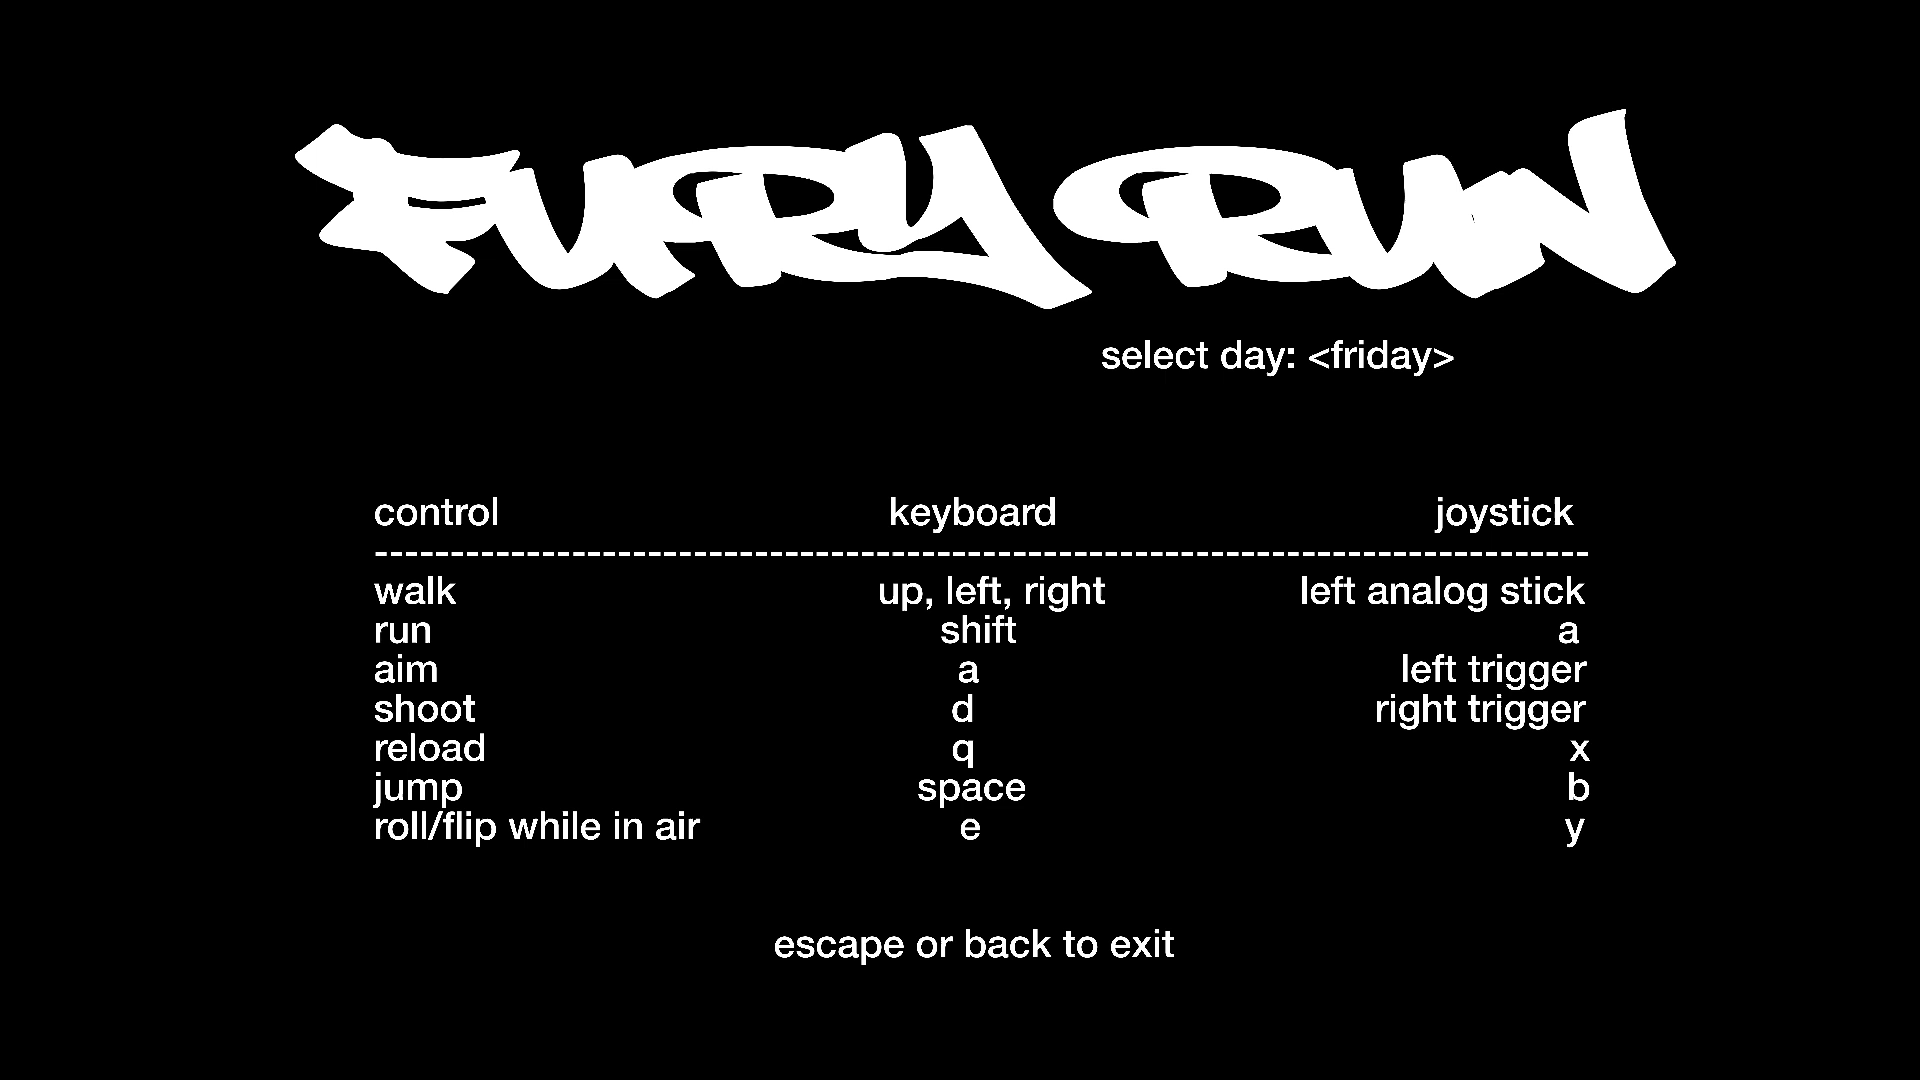 FURY RUN
select day: <friday>
control keyboard joystick
--------------------------------------------------------------------------------
walk up, left, right left analog stick
run shift a
aim a left trigger
shoot d right trigger
reload q x
jump space b
roll/flip while in air e y
escape or back to exit